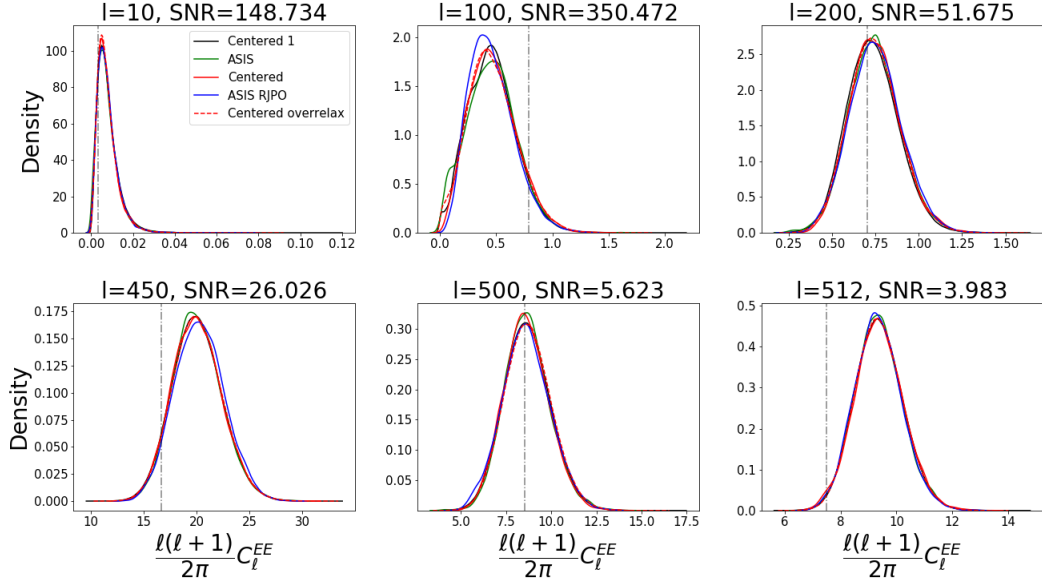 l=10, SNR=148.734
l=100, SNR=350.472
l=200, SNR=51.675
Density
100
80
60
40
20
0
0.00 0.02 0.04 0.06 0.08 0.10 0.12
Centered 1
ASIS
Centered
ASIS RJPO
Centered overrelax
2.0
1.5
1.0
0.5
0.0
0.0 0.5 1.0 1.5 2.0
2.5
2.0
1.5
1.0
0.5
0.0
0.25 0.50 0.75 1.00 1.25 1.50
l=450, SNR=26.026
l=500, SNR=5.623
l=512, SNR=3.983
Density
0.175
0.150
0.125
0.100
0.075
0.050
0.025
0.000
10 15 20 25 30
0.30
0.25
0.20
0.15
0.10
0.05
5.0 7.5 10.0 12.5 15.0 17.5
0.5
0.4
0.3
0.2
0.1
0.0
6 8 10 12 14
ℓ(ℓ + 1)/2π C_ℓ^{EE}
ℓ(ℓ + 1)/2π C_ℓ^{EE}
ℓ(ℓ + 1)/2π C_ℓ^{EE}